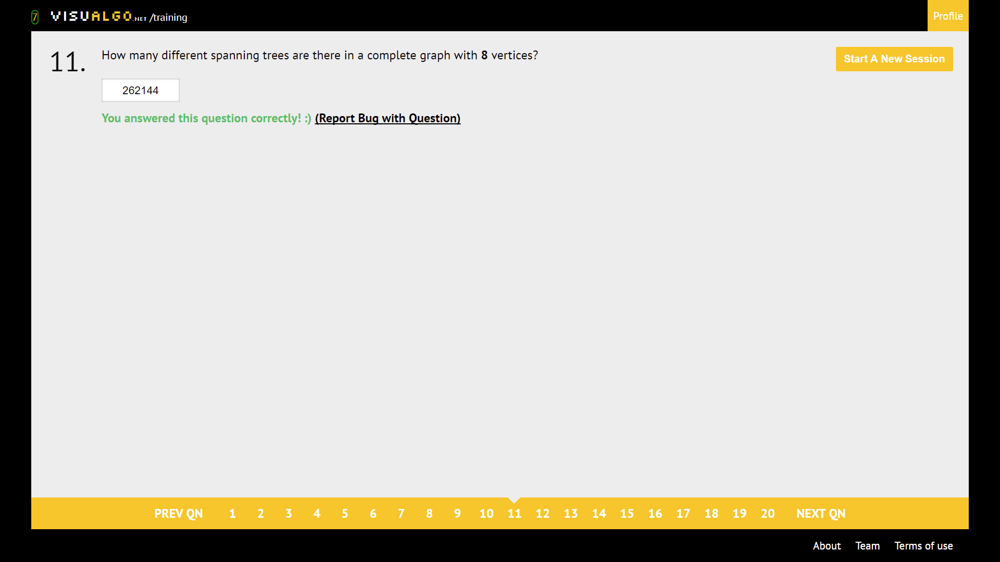 7 VISUALGO.NET /training Profile
11. How many different spanning trees are there in a complete graph with 8 vertices? Start A New Session
262144
You answered this question correctly! :) (Report Bug with Question)
PREV QN 1 2 3 4 5 6 7 8 9 10 11 12 13 14 15 16 17 18 19 20 NEXT QN
About Team Terms of use